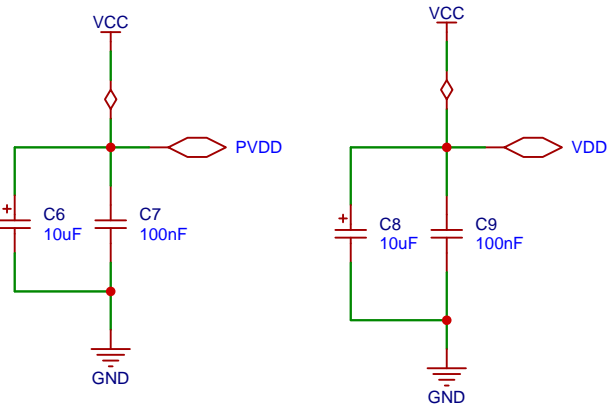 VCC
PVDD
+
C6
10uF
C7
100nF
GND
VCC
VDD
+
C8
10uF
C9
100nF
GND